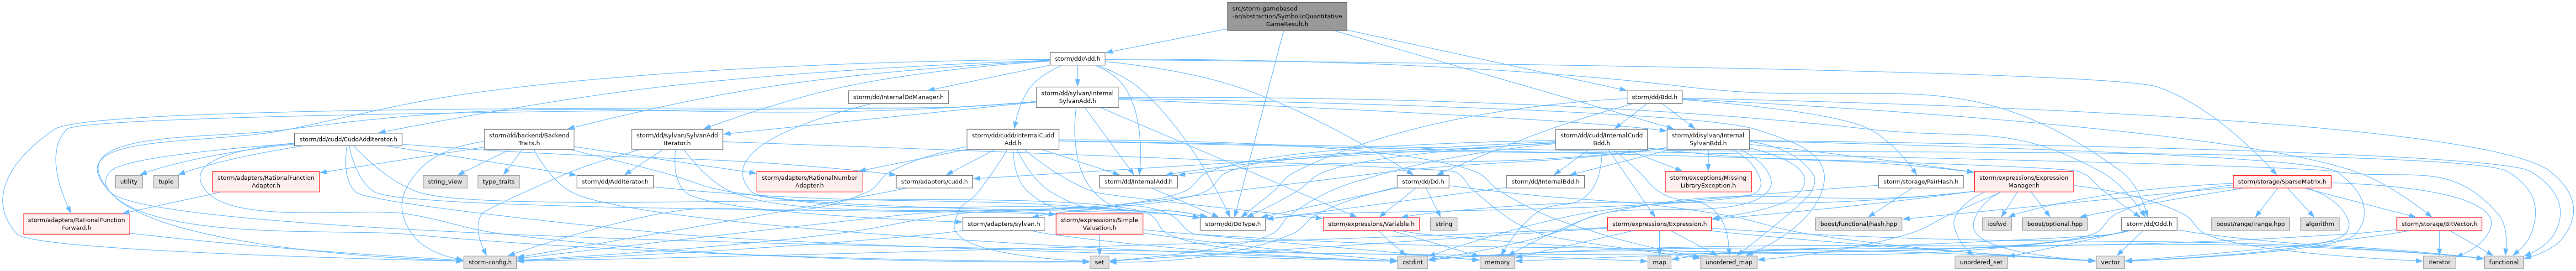 src/storm-gamebased
-ar/abstraction/SymbolicQuantitative
GameResult.h
storm/dd/Add.h
storm/dd/InternalDdManager.h
storm/dd/sylvan/Internal
SylvanAdd.h
storm/dd/Bdd.h
storm/dd/cudd/CuddAddIterator.h
storm/dd/backend/Backend
Traits.h
storm/dd/sylvan/SylvanAdd
Iterator.h
storm/dd/cudd/InternalCudd
Add.h
storm/dd/cudd/InternalCudd
Bdd.h
storm/dd/sylvan/Internal
SylvanBdd.h
utility
tuple
storm/adapters/RationalFunction
Adapter.h
string_view
type_traits
storm/dd/AddIterator.h
storm/adapters/RationalNumber
Adapter.h
storm/adapters/cudd.h
storm/dd/InternalAdd.h
storm/dd/Dd.h
storm/dd/InternalBdd.h
storm/exceptions/Missing
LibraryException.h
storm/storage/PairHash.h
storm/expressions/Expression
Manager.h
storm/storage/SparseMatrix.h
storm/adapters/RationalFunction
Forward.h
storm/adapters/sylvan.h
storm/expressions/Simple
Valuation.h
storm/dd/DdType.h
storm/expressions/Variable.h
string
storm/expressions/Expression.h
boost/functional/hash.hpp
iosfwd
boost/optional.hpp
storm/dd/Odd.h
boost/range/irange.hpp
algorithm
storm/storage/BitVector.h
storm-config.h
set
cstdint
memory
map
unordered_map
unordered_set
vector
iterator
functional